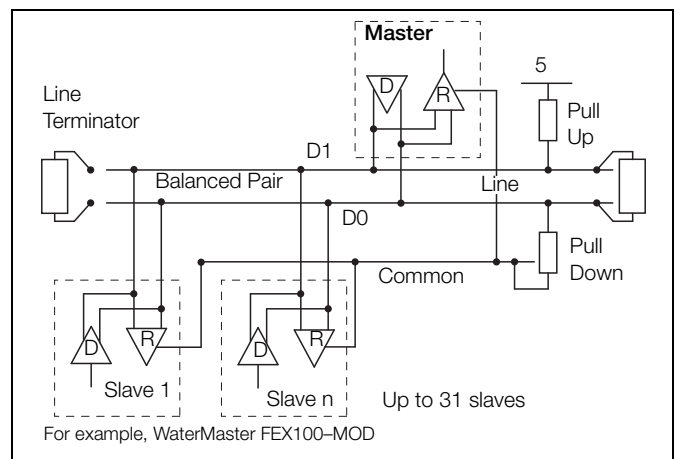 Master
5
Line
Terminator
D
R
Pull
Up
D1
Balanced Pair
Line
D0
Pull
Down
Common
D
R
D
R
Slave 1
Slave n
Up to 31 slaves
For example, WaterMaster FEX100–MOD